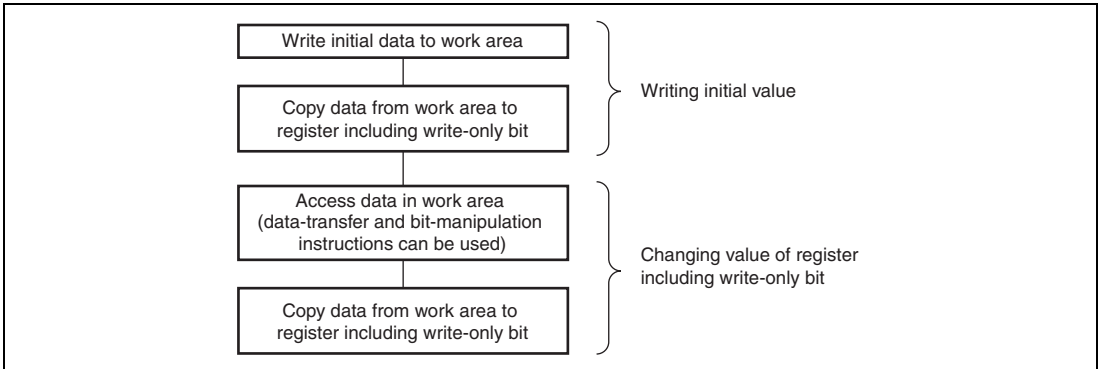 Write initial data to work area
Copy data from work area to
register including write-only bit
Writing initial value
Access data in work area
(data-transfer and bit-manipulation
instructions can be used)
Copy data from work area to
register including write-only bit
Changing value of register
including write-only bit